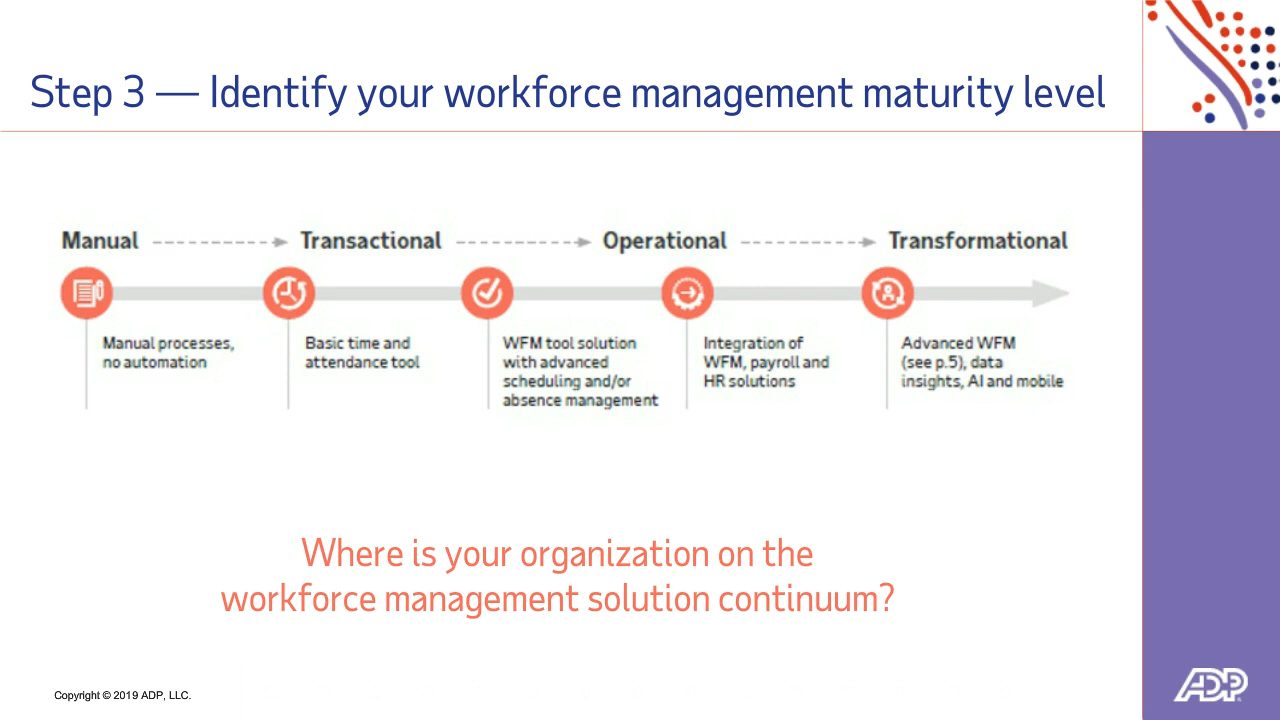 Step 3 — Identify your workforce management maturity level
Manual
Transactional
Operational
Transformational
Manual processes,
no automation
Basic time and
attendance tool
WFM tool solution
with advanced
scheduling and/or
absence management
Integration of
WFM, payroll and
HR solutions
Advanced WFM
(see p.5), data
insights, AI and mobile
Where is your organization on the
workforce management solution continuum?
Copyright © 2019 ADP, LLC.
ADP